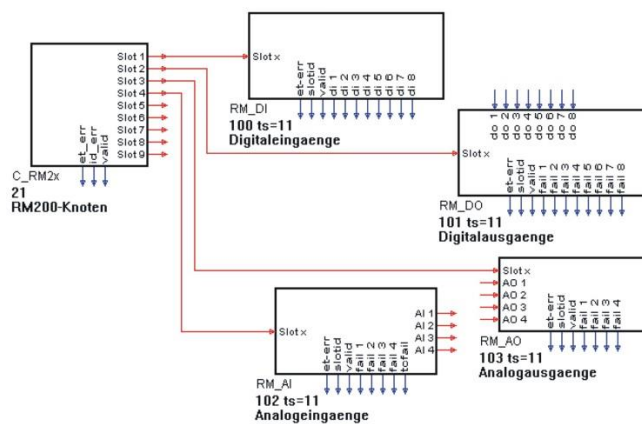 Slot 1
Slot 2
Slot 3
Slot 4
Slot 5
Slot 6
Slot 7
Slot 8
Slot 9
et_err
id_err
valid
C_RM2x
21
RM200-Knoten
Slot x
et-err
slotid
valid
di 1
di 2
di 3
di 4
di 5
di 6
di 7
di 8
RM_DI
100 ts=11
Digitaleingaenge
do 1
do 2
do 3
do 4
do 5
do 6
do 7
do 8
Slot x
et-err
slotid
valid
fail 1
fail 2
fail 3
fail 4
fail 5
fail 6
fail 7
fail 8
RM_DO
101 ts=11
Digitalausgaenge
Slot x
AO 1
AO 2
AO 3
AO 4
et-err
slotid
valid
fail 1
fail 2
fail 3
fail 4
RM_AO
103 ts=11
Analogausgaenge
Slot x
AI 1
AI 2
AI 3
AI 4
et-err
slotid
valid
fail 1
fail 2
fail 3
fail 4
tcfail
RM_AI
102 ts=11
Analogeingaenge